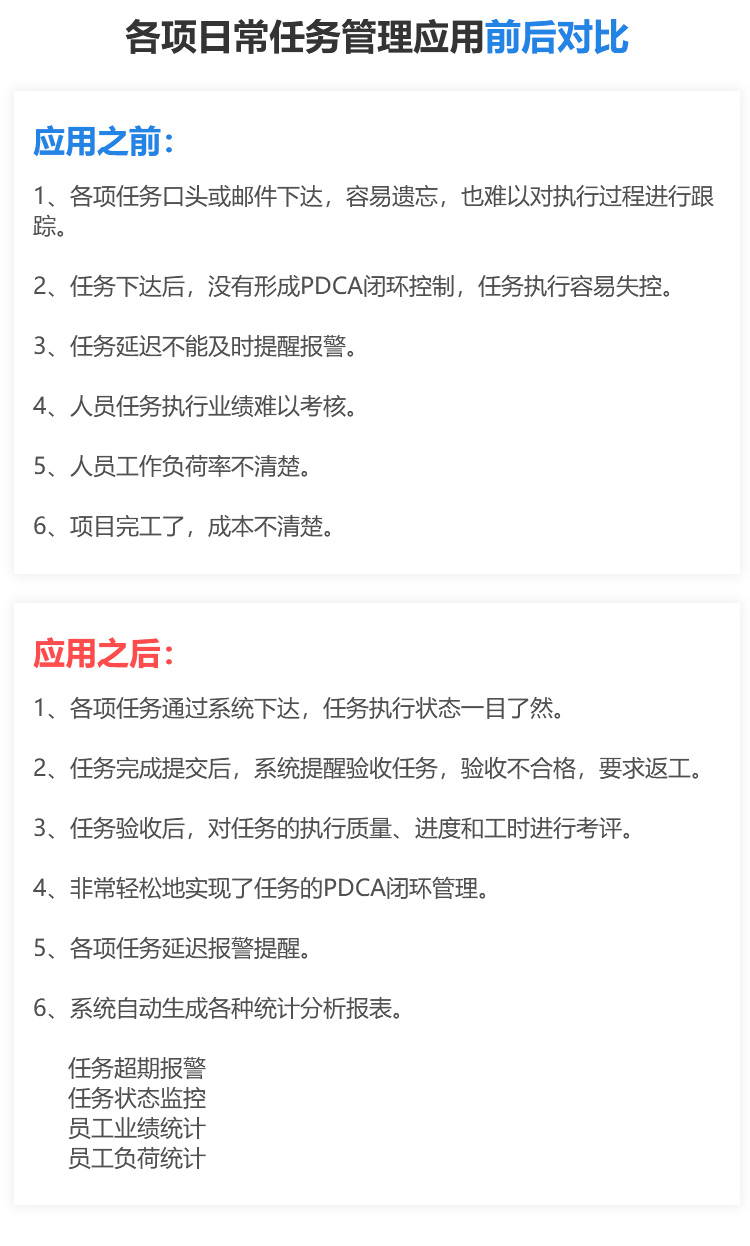 各项日常任务管理应用前后对比
应用之前：
1、各项任务口头或邮件下达，容易遗忘，也难以对执行过程进行跟
踪。
2、任务下达后，没有形成PDCA闭环控制，任务执行容易失控。
3、任务延迟不能及时提醒报警。
4、人员任务执行业绩难以考核。
5、人员工作负荷率不清楚。
6、项目完工了，成本不清楚。
应用之后：
1、各项任务通过系统下达，任务执行状态一目了然。
2、任务完成提交后，系统提醒验收任务，验收不合格，要求返工。
3、任务验收后，对任务的执行质量、进度和工时进行考评。
4、非常轻松地实现了任务的PDCA闭环管理。
5、各项任务延迟报警提醒。
6、系统自动生成各种统计分析报表。
任务超期报警
任务状态监控
员工业绩统计
员工负荷统计